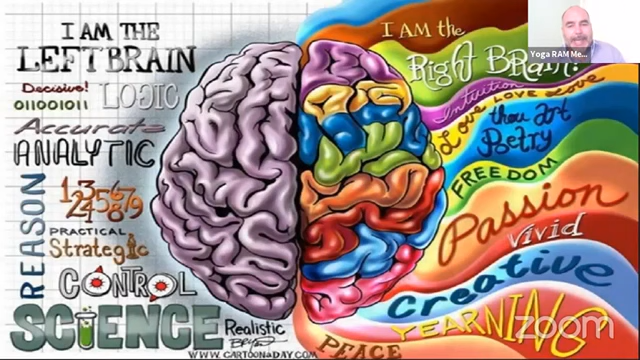 I AM THE
LEFT BRAIN
Decisive!
011001011
LOGIC
Accurate
ANALYTIC
REASON
123456789
PRACTICAL
Strategic
CONTROL
SCIENCE
Realistic
WWW.CARTOONADAY.COM
I AM the
Right BRain!
Intuition
Love LOVE Love
thou art
Poetry
FREEDOM
Passion
vivid
Creative
YEARNING
PEACE
Yoga RAM Me...
zoom